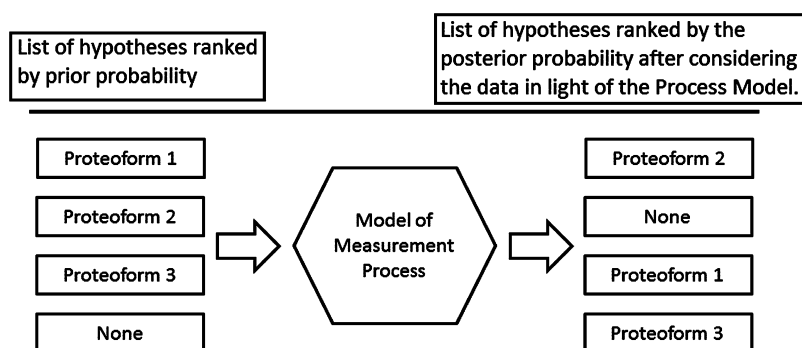 List of hypotheses ranked
by prior probability
List of hypotheses ranked by the
posterior probability after considering
the data in light of the Process Model.
Proteoform 1
Proteoform 2
Proteoform 3
None
Model of
Measurement
Process
Proteoform 2
None
Proteoform 1
Proteoform 3